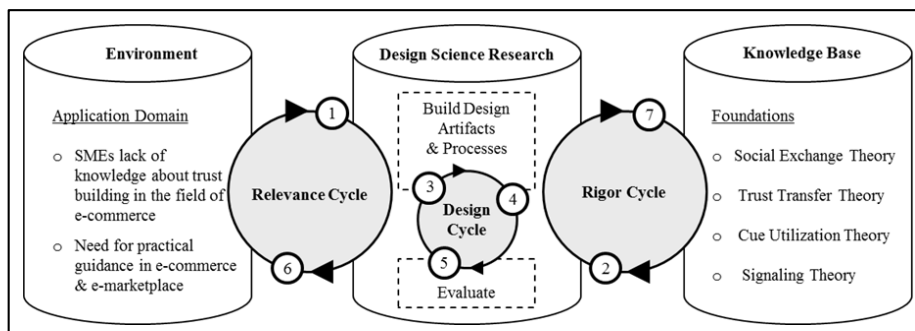 Environment
Application Domain
o SMEs lack of
knowledge about trust
building in the field of
e-commerce
o Need for practical
guidance in e-commerce
& e-marketplace
1
Relevance Cycle
6
Design Science Research
Build Design
Artifacts
& Processes
3
4
Design
Cycle
5
Evaluate
7
Rigor Cycle
2
Knowledge Base
Foundations
o Social Exchange Theory
o Trust Transfer Theory
o Cue Utilization Theory
o Signaling Theory